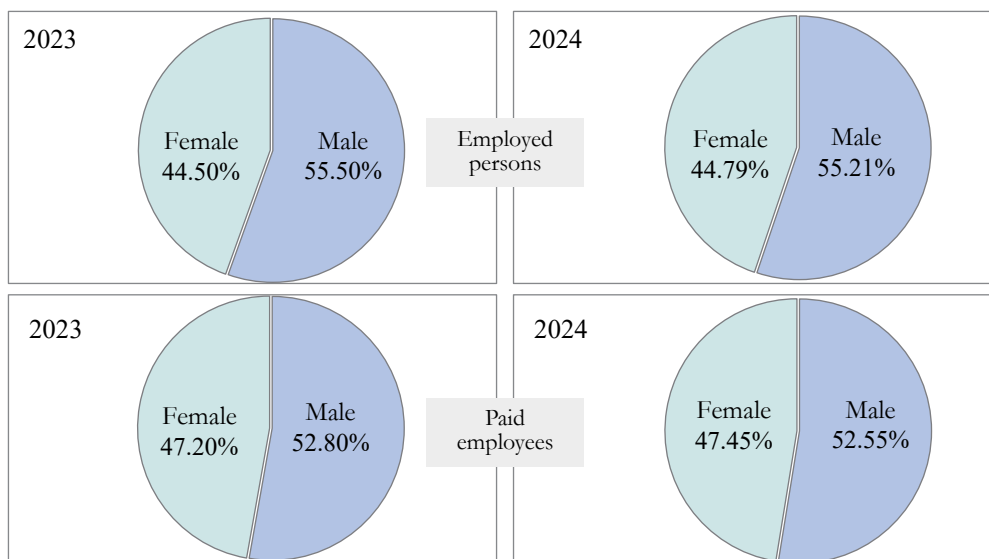 2023
Female
44.50%
Male
55.50%
Employed
persons
2024
Female
44.79%
Male
55.21%
2023
Female
47.20%
Male
52.80%
Paid
employees
2024
Female
47.45%
Male
52.55%